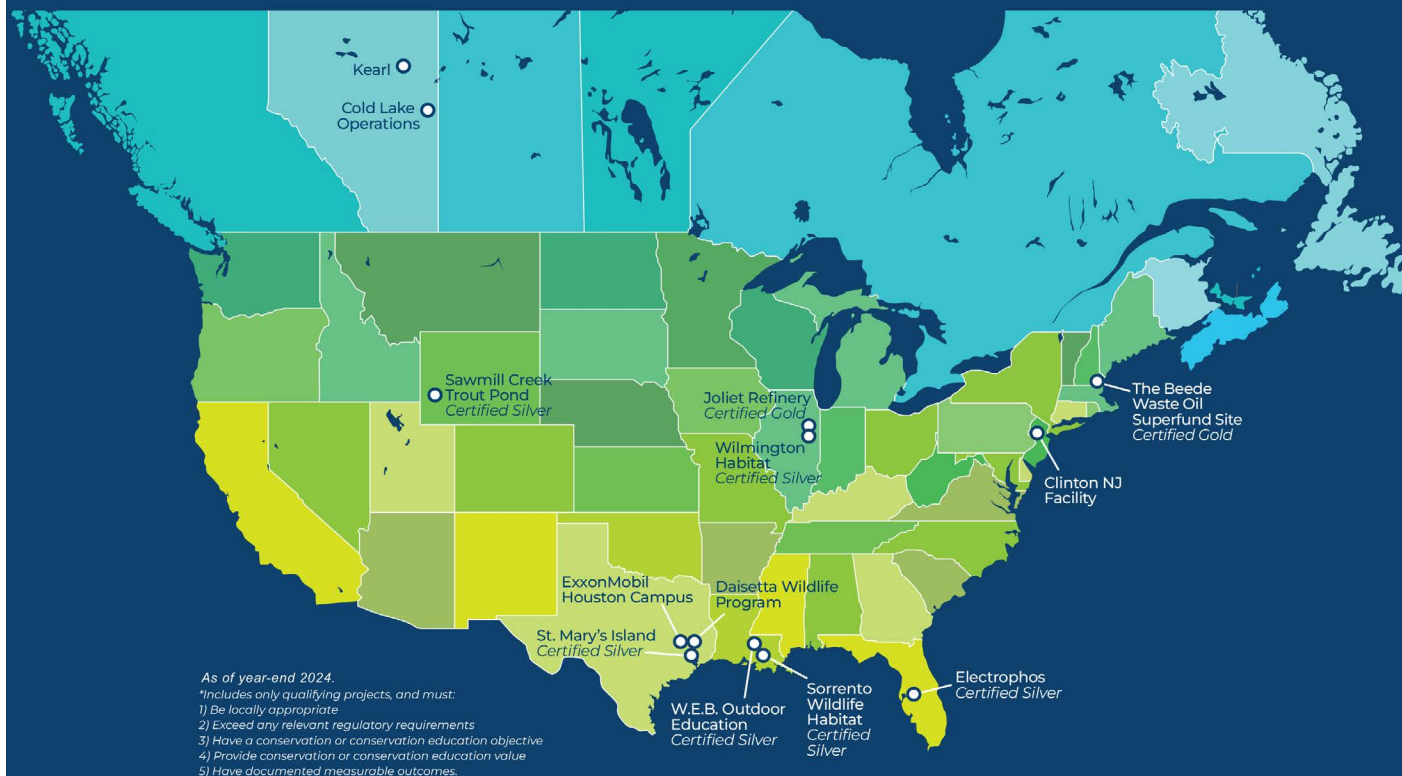 Kearl
Cold Lake
Operations
Sawmill Creek
Trout Pond
Certified Silver
Joliet Refinery
Certified Gold
Wilmington
Habitat
Certified Silver
The Beede
Waste Oil
Superfund Site
Certified Gold
Clinton NJ
Facility
ExxonMobil
Houston Campus
Daisetta Wildlife
Program
St. Mary's Island
Certified Silver
W.E.B. Outdoor
Education
Certified Silver
Sorrento
Wildlife
Habitat
Certified
Silver
Electrophos
Certified Silver
As of year-end 2024.
*Includes only qualifying projects, and must:
1) Be locally appropriate
2) Exceed any relevant regulatory requirements
3) Have a conservation or conservation education objective
4) Provide conservation or conservation education value
5) Have documented measurable outcomes.